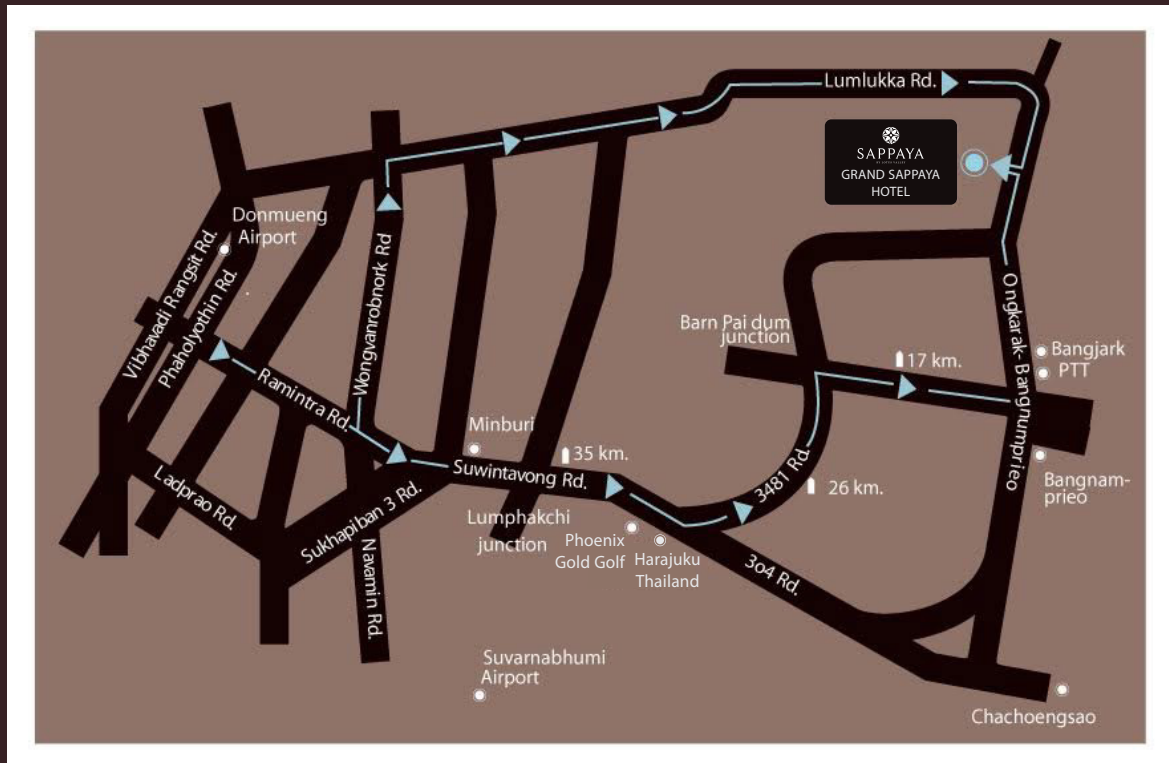 Lumlukka Rd.
SAPPAYA
GRAND SAPPAYA
HOTEL
Donmueng
Airport
Vibhavadi Rangsit Rd.
Phaholyothin Rd.
Wongvanrobnork Rd
Ramintra Rd.
Ongkarak- Bangnumprieo
Barn Pai dum
junction
17 km.
Bangjark
PTT
Minburi
35 km.
Suwintavong Rd.
3481 Rd.
26 km.
Bangnam-
prieo
Ladprao Rd.
Sukhapiban 3 Rd.
Navamin Rd.
Lumphakchi
junction
Phoenix
Gold Golf
Harajuku
Thailand
3o4 Rd.
Suvarnabhumi
Airport
Chachoengsao